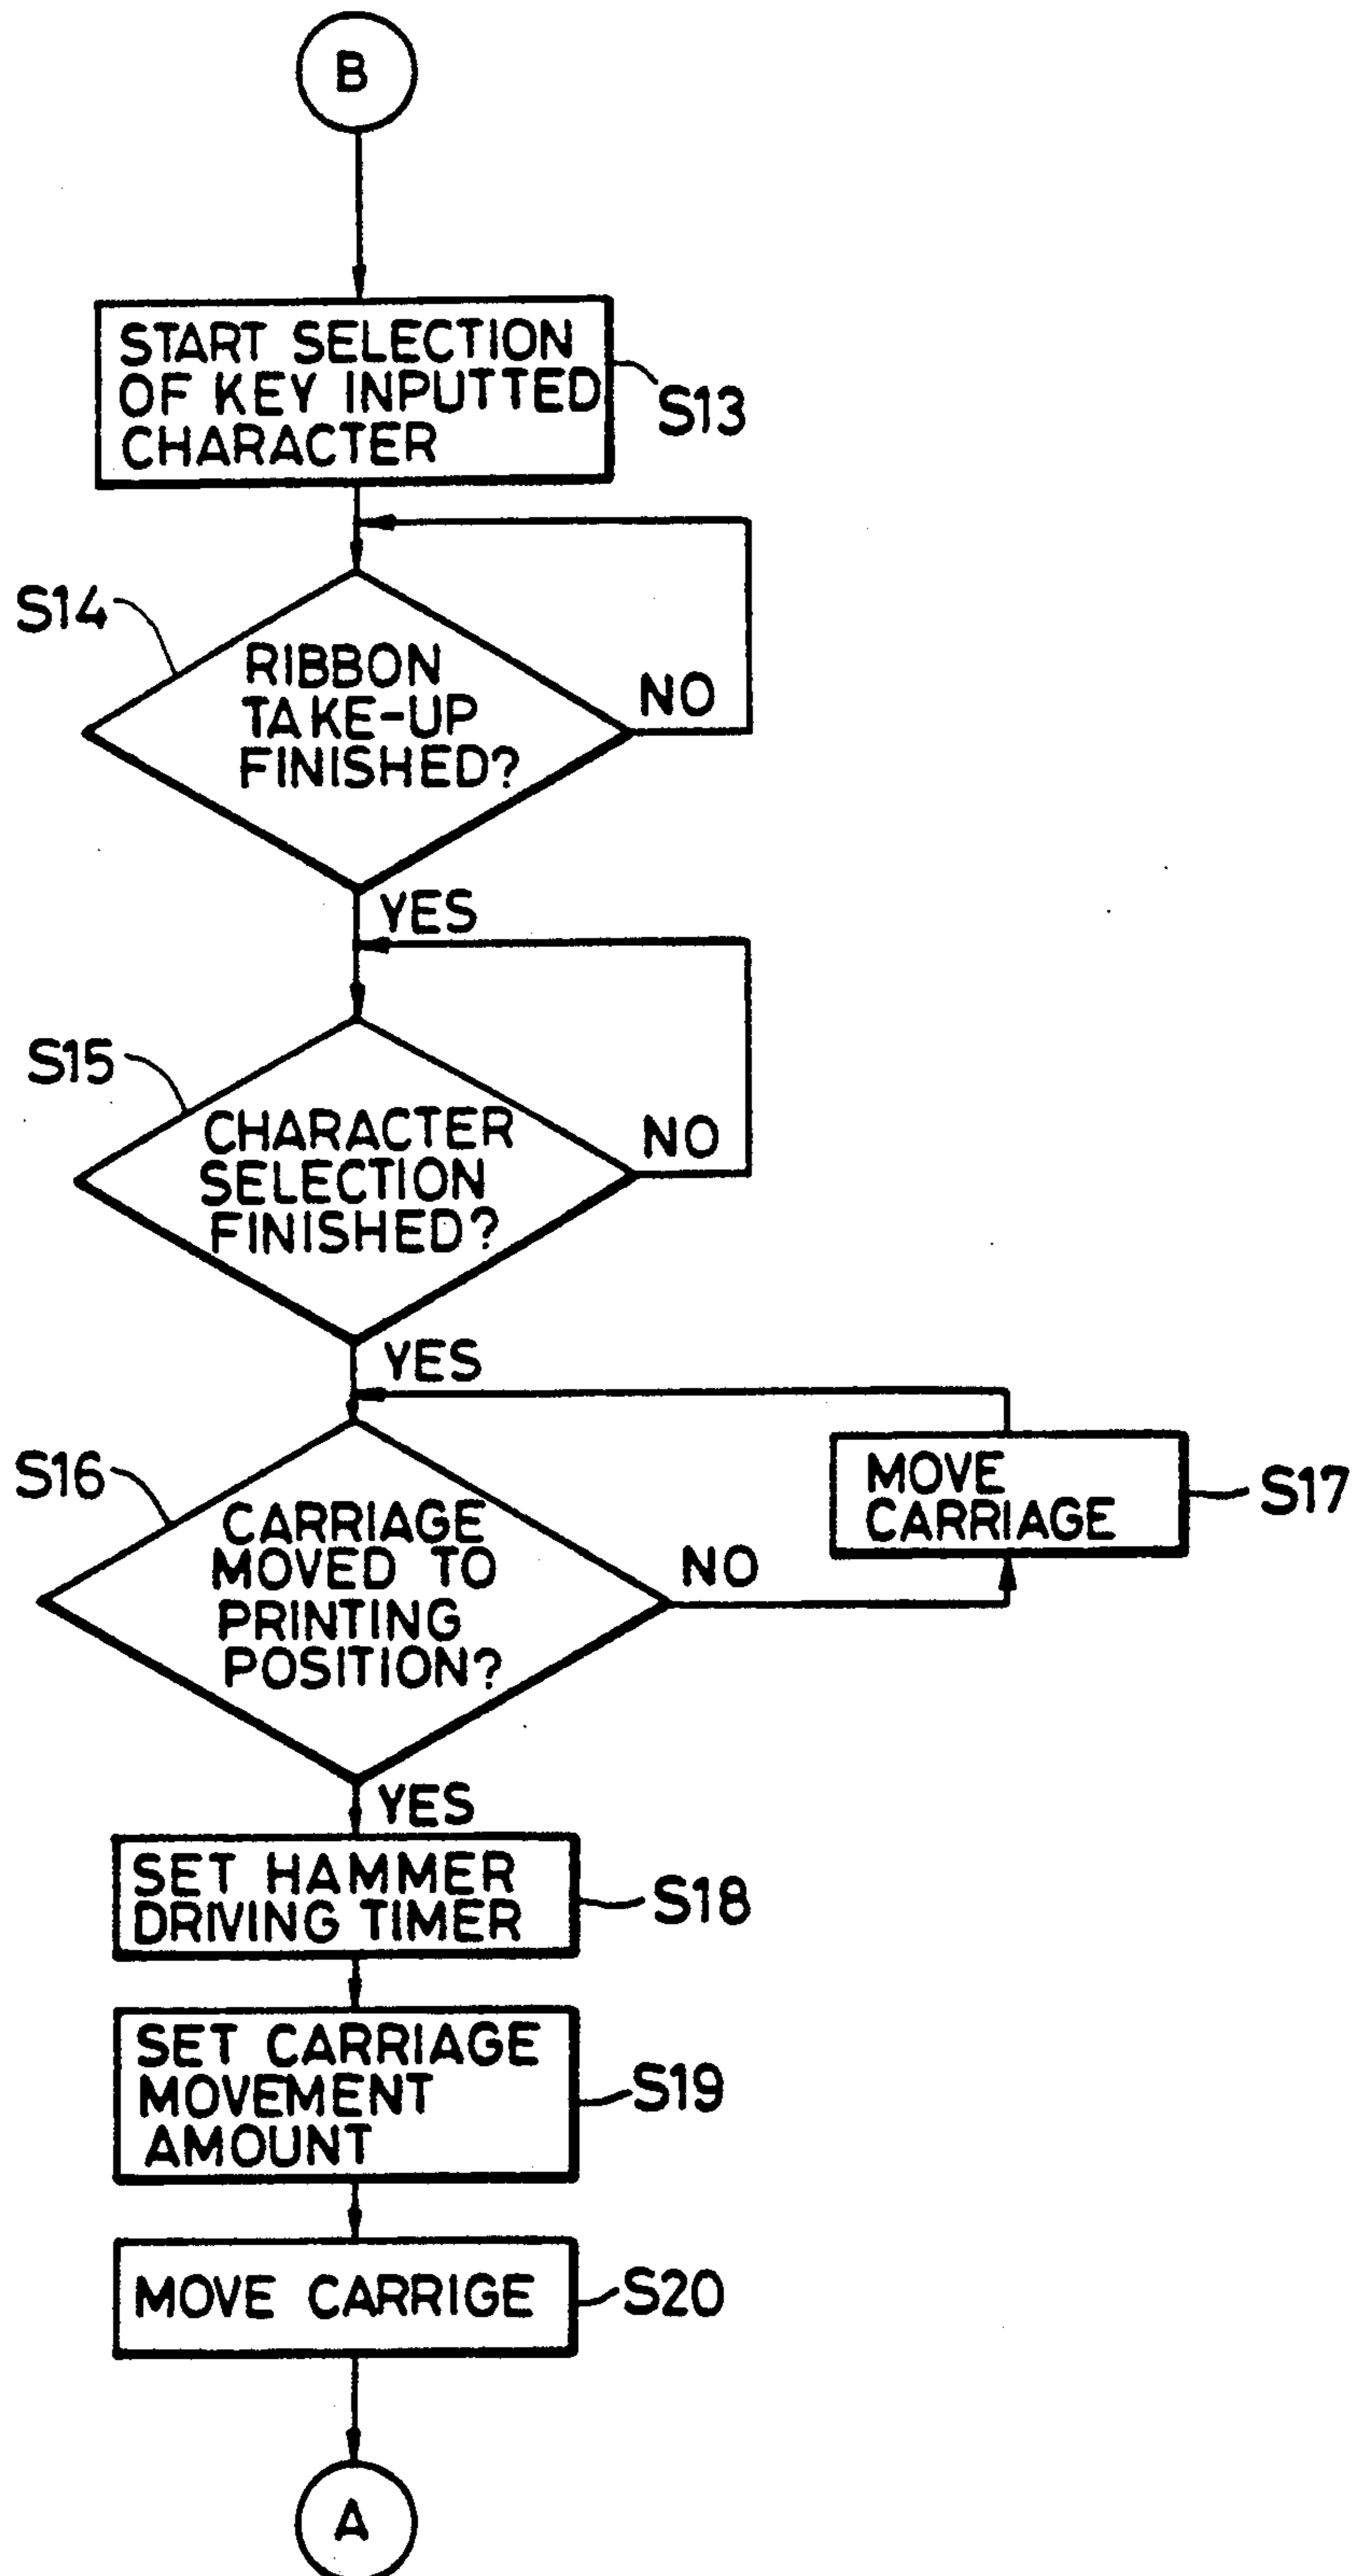 B
START SELECTION
OF KEY INPUTTED
CHARACTER
S13
S14
RIBBON
TAKE-UP
FINISHED?
NO
YES
S15
CHARACTER
SELECTION
FINISHED?
NO
YES
S16
CARRIAGE
MOVED TO
PRINTING
POSITION?
NO
MOVE
CARRIAGE
S17
YES
SET HAMMER
DRIVING TIMER
S18
SET CARRIAGE
MOVEMENT
AMOUNT
S19
MOVE CARRIGE
S20
A